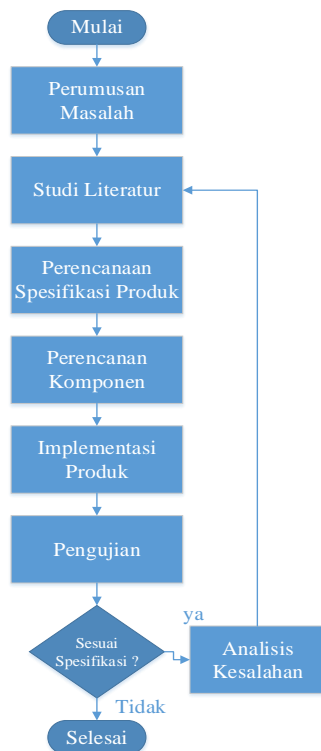 Mulai
Perumusan
Masalah
Studi Literatur
Perencanaan
Spesifikasi Produk
Perencanan
Komponen
Implementasi
Produk
Pengujian
Sesuai
Spesifikasi ?
ya
Analisis
Kesalahan
Tidak
Selesai